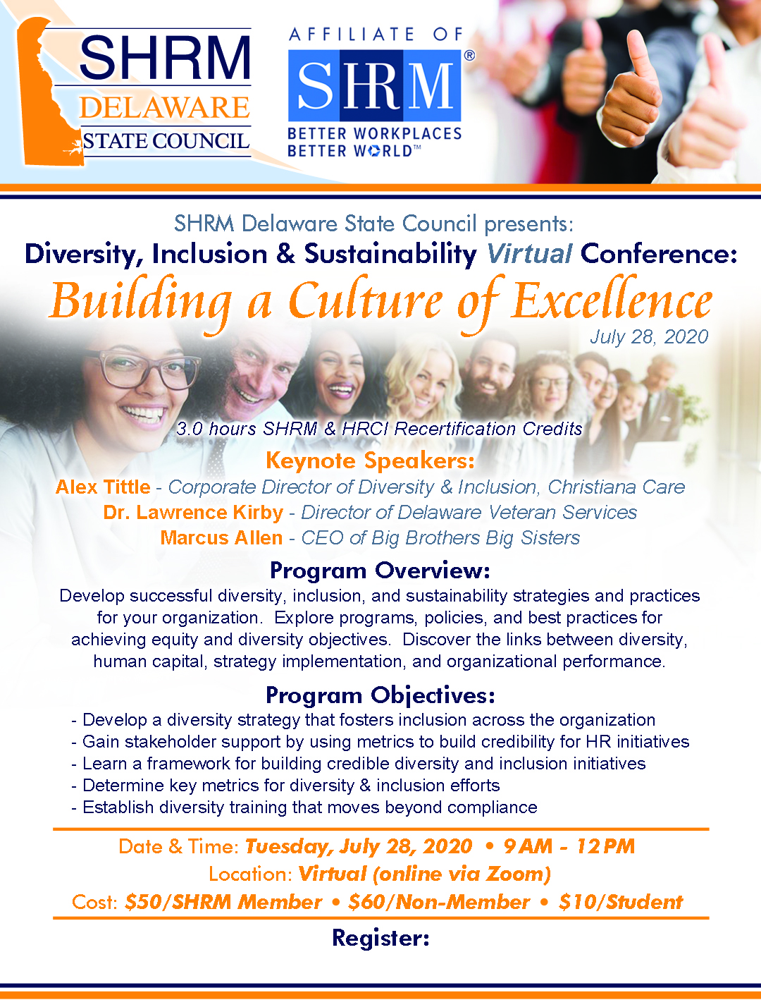 SHRM
DELAWARE
STATE COUNCIL
AFFILIATE OF
SHRM®
BETTER WORKPLACES
BETTER WORLD™
SHRM Delaware State Council presents:
Diversity, Inclusion & Sustainability Virtual Conference:
Building a Culture of Excellence
July 28, 2020
3.0 hours SHRM & HRCI Recertification Credits
Keynote Speakers:
Alex Tittle - Corporate Director of Diversity & Inclusion, Christiana Care
Dr. Lawrence Kirby - Director of Delaware Veteran Services
Marcus Allen - CEO of Big Brothers Big Sisters
Program Overview:
Develop successful diversity, inclusion, and sustainability strategies and practices
for your organization.  Explore programs, policies, and best practices for
achieving equity and diversity objectives.  Discover the links between diversity,
human capital, strategy implementation, and organizational performance.
Program Objectives:
- Develop a diversity strategy that fosters inclusion across the organization
- Gain stakeholder support by using metrics to build credibility for HR initiatives
- Learn a framework for building credible diversity and inclusion initiatives
- Determine key metrics for diversity & inclusion efforts
- Establish diversity training that moves beyond compliance
Date & Time: Tuesday, July 28, 2020 • 9 AM - 12 PM
Location: Virtual (online via Zoom)
Cost: $50/SHRM Member • $60/Non-Member • $10/Student
Register: